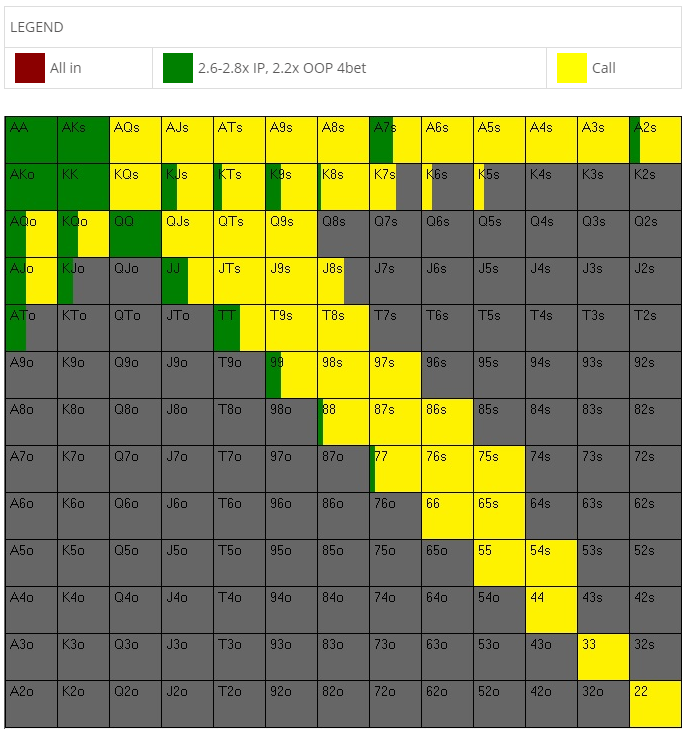 LEGEND
All in 2.6-2.8x IP, 2.2x OOP 4bet Call
AA AKs AQs AJs ATs A9s A8s A7s A6s A5s A4s A3s A2s
AKo KK KQs KJs KTs K9s K8s K7s K6s K5s K4s K3s K2s
AQo KQo QQ QJs QTs Q9s Q8s Q7s Q6s Q5s Q4s Q3s Q2s
AJo KJo QJo JJ JTs J9s J8s J7s J6s J5s J4s J3s J2s
ATo KTo QTo JTo TT T9s T8s T7s T6s T5s T4s T3s T2s
A9o K9o Q9o J9o T9o 99 98s 97s 96s 95s 94s 93s 92s
A8o K8o Q8o J8o T8o 98o 88 87s 86s 85s 84s 83s 82s
A7o K7o Q7o J7o T7o 97o 87o 77 76s 75s 74s 73s 72s
A6o K6o Q6o J6o T6o 96o 86o 76o 66 65s 64s 63s 62s
A5o K5o Q5o J5o T5o 95o 85o 75o 65o 55 54s 53s 52s
A4o K4o Q4o J4o T4o 94o 84o 74o 64o 54o 44 43s 42s
A3o K3o Q3o J3o T3o 93o 83o 73o 63o 53o 43o 33 32s
A2o K2o Q2o J2o T2o 92o 82o 72o 62o 52o 42o 32o 22